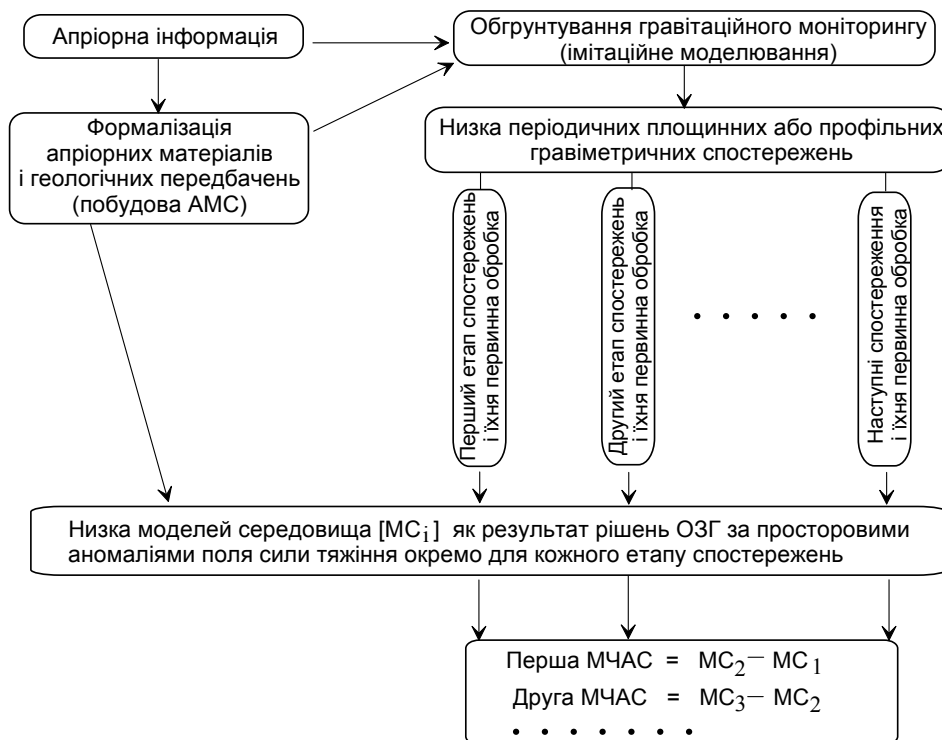 Апріорна інформація
Обгрунтування гравітаційного моніторингу
(імітаційне моделювання)
Формалізація
апріорних матеріалів
і геологічних передбачень
(побудова АМС)
Низка періодичних площинних або профільних
гравіметричних спостережень
Перший етап спостережень
і їхня первинна обробка
Другий етап спостережень
і їхня первинна обробка
. . . . .
Наступні спостереження
і їхня первинна обробка
Низка моделей середовища [МС i ] як результат рішень ОЗГ за просторовими
аномаліями поля сили тяжіння окремо для кожного етапу спостережень
Перша МЧАС = МС2 – МС1
Друга МЧАС = МС3 – МС2
. . . . . . .